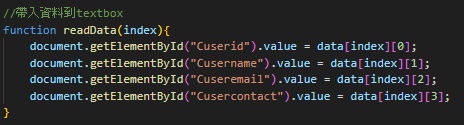 //帶入資料到textbox
function readData(index){
    document.getElementById("Cuserid").value = data[index][0];
    document.getElementById("Cusername").value = data[index][1];
    document.getElementById("Cuseremail").value = data[index][2];
    document.getElementById("Cusercontact").value = data[index][3];
}